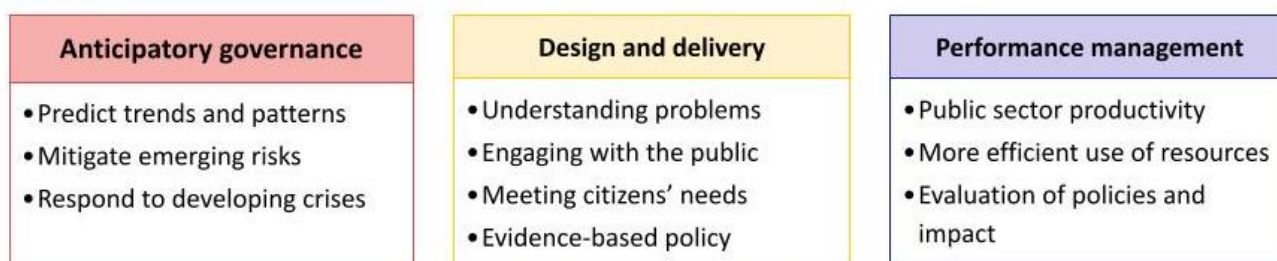 Anticipatory governance
• Predict trends and patterns
• Mitigate emerging risks
• Respond to developing crises
Design and delivery
• Understanding problems
• Engaging with the public
• Meeting citizens’ needs
• Evidence-based policy
Performance management
• Public sector productivity
• More efficient use of resources
• Evaluation of policies and
impact